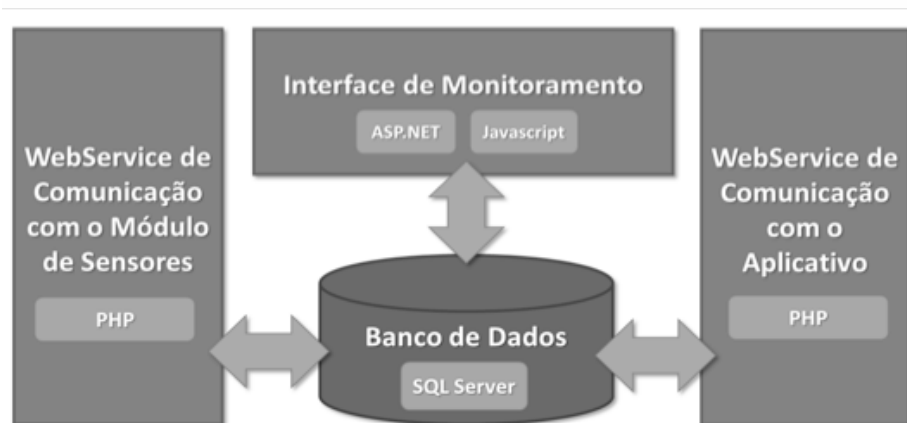 WebService de
Comunicação
com o Módulo
de Sensores
PHP
Interface de Monitoramento
ASP.NET Javascript
Banco de Dados
SQL Server
WebService de
Comunicação
com o
Aplicativo
PHP